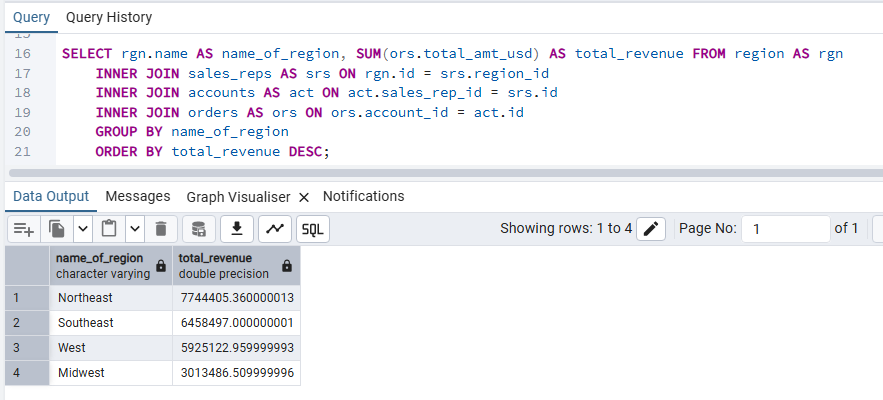 Query Query History
15
16 SELECT rgn.name AS name_of_region, SUM(ors.total_amt_usd) AS total_revenue FROM region AS rgn
17 INNER JOIN sales_reps AS srs ON rgn.id = srs.region_id
18 INNER JOIN accounts AS act ON act.sales_rep_id = srs.id
19 INNER JOIN orders AS ors ON ors.account_id = act.id
20 GROUP BY name_of_region
21 ORDER BY total_revenue DESC;
Data Output Messages Graph Visualiser × Notifications
SQL Showing rows: 1 to 4 Page No: 1 of 1
name_of_region total_revenue
character varying double precision
1 Northeast 7744405.360000013
2 Southeast 6458497.000000001
3 West 5925122.959999993
4 Midwest 3013486.509999996